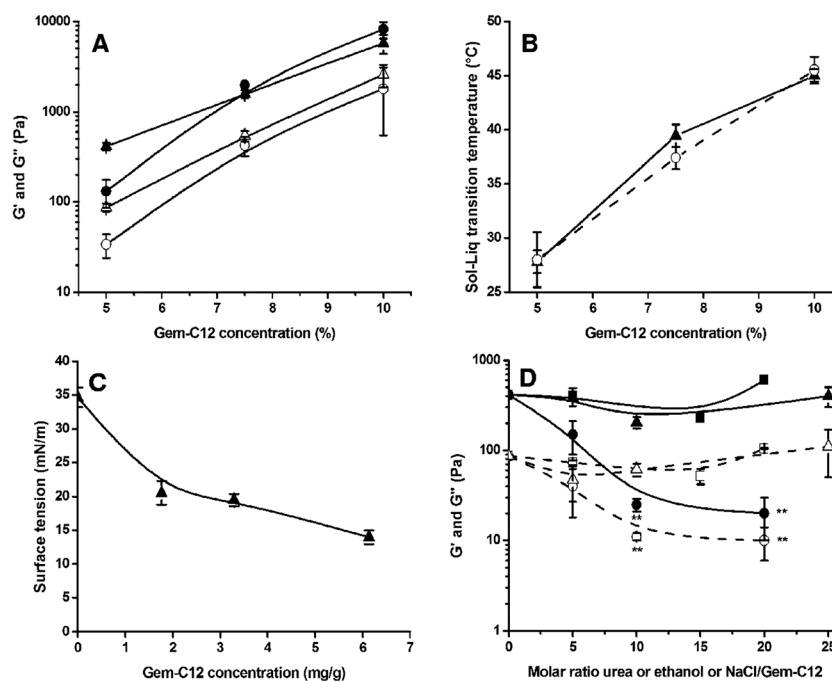 A
10000
1000
100
10
G' and G'' (Pa)
5 6 7 8 9 10
Gem-C12 concentration (%)
B
50
45
40
35
30
25
Sol-Liq transition temperature (°C)
5 6 7 8 9 10
Gem-C12 concentration (%)
C
40
35
30
25
20
15
10
5
0
Surface tension (mN/m)
0 1 2 3 4 5 6 7
Gem-C12 concentration (mg/g)
D
1000
100
10
1
G' and G'' (Pa)
**
**
**
**
0 5 10 15 20 25
Molar ratio urea or ethanol or NaCl/Gem-C12